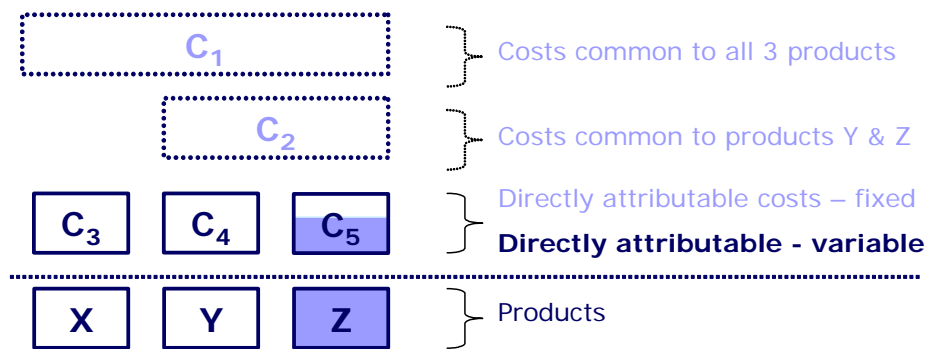 C1
Costs common to all 3 products
C2
Costs common to products Y & Z
Directly attributable costs – fixed
C3 C4 C5
Directly attributable - variable
X Y Z
Products